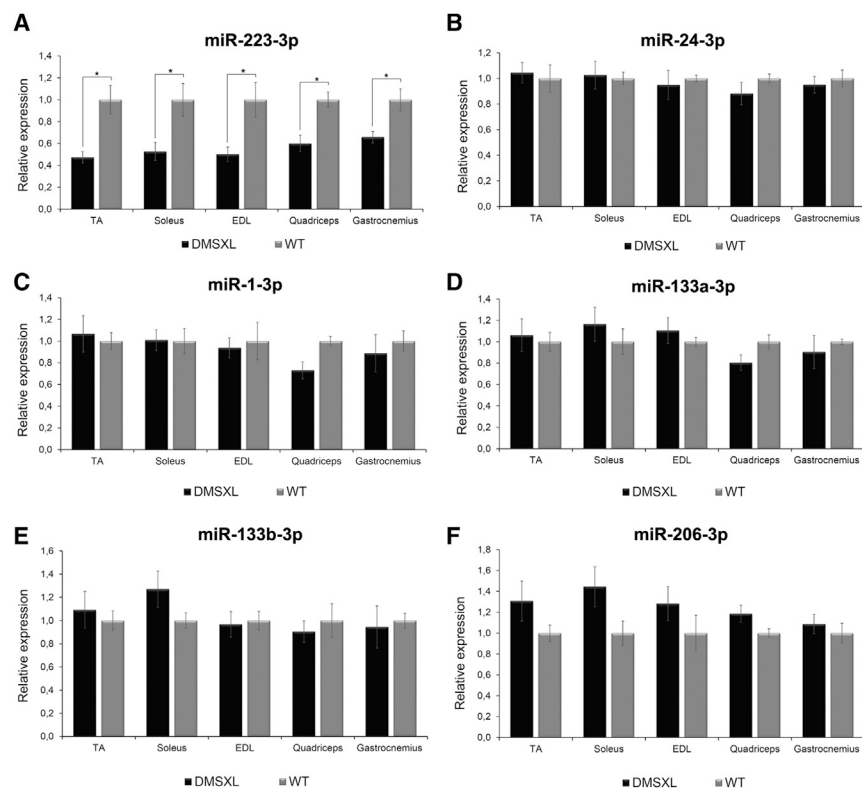 A
miR-223-3p
Relative expression
1,4
1,2
1,0
0,8
0,6
0,4
0,2
0,0
* * * * *
TA Soleus EDL Quadriceps Gastrocnemius
DMSXL WT
B
miR-24-3p
Relative expression
1,2
1,0
0,8
0,6
0,4
0,2
0,0
TA Soleus EDL Quadriceps Gastrocnemius
DMSXL WT
C
miR-1-3p
Relative expression
1,4
1,2
1,0
0,8
0,6
0,4
0,2
0,0
TA Soleus EDL Quadriceps Gastrocnemius
DMSXL WT
D
miR-133a-3p
Relative expression
1,4
1,2
1,0
0,8
0,6
0,4
0,2
0,0
TA Soleus EDL Quadriceps Gastrocnemius
DMSXL WT
E
miR-133b-3p
Relative expression
1,6
1,4
1,2
1,0
0,8
0,6
0,4
0,2
0,0
TA Soleus EDL Quadriceps Gastrocnemius
DMSXL WT
F
miR-206-3p
Relative expression
1,8
1,6
1,4
1,2
1,0
0,8
0,6
0,4
0,2
0,0
TA Soleus EDL Quadriceps Gastrocnemius
DMSXL WT